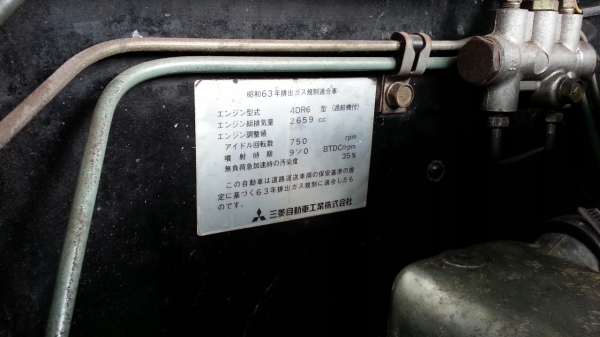 昭和63年排出ガス規制適合車
エンジン型式 4DR6 型 (過給機付)
エンジン総排気量 2659 cc
エンジン調整値
アイドル回転数 750 rpm
噴射時期 9°/0 BTDC/rpm
無負荷急加速時の汚染度 35%
この自動車は道路運送車両の保安基準の規
定に基づく63年排出ガス規制に適合したも
のです。
三菱自動車工業株式会社